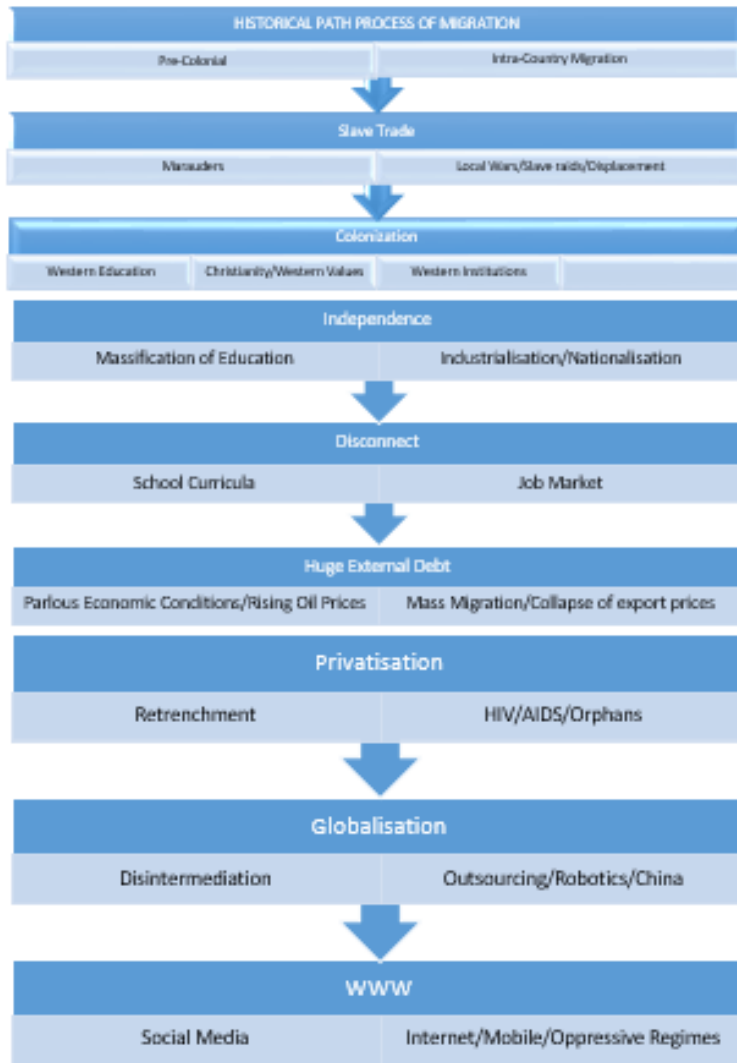 HISTORICAL PATH PROCESS OF MIGRATION
Pre-Colonial Intra-Country Migration
Slave Trade
Marauders Local Wars/Slave raids/Displacement
Colonization
Western Education Christianity/Western Values Western Institutions
Independence
Massification of Education Industrialisation/Nationalisation
Disconnect
School Curricula Job Market
Huge External Debt
Parlous Economic Conditions/Rising Oil Prices Mass Migration/Collapse of export prices
Privatisation
Retrenchment HIV/AIDS/Orphans
Globalisation
Disintermediation Outsourcing/Robotics/China
WWW
Social Media Internet/Mobile/Oppressive Regimes